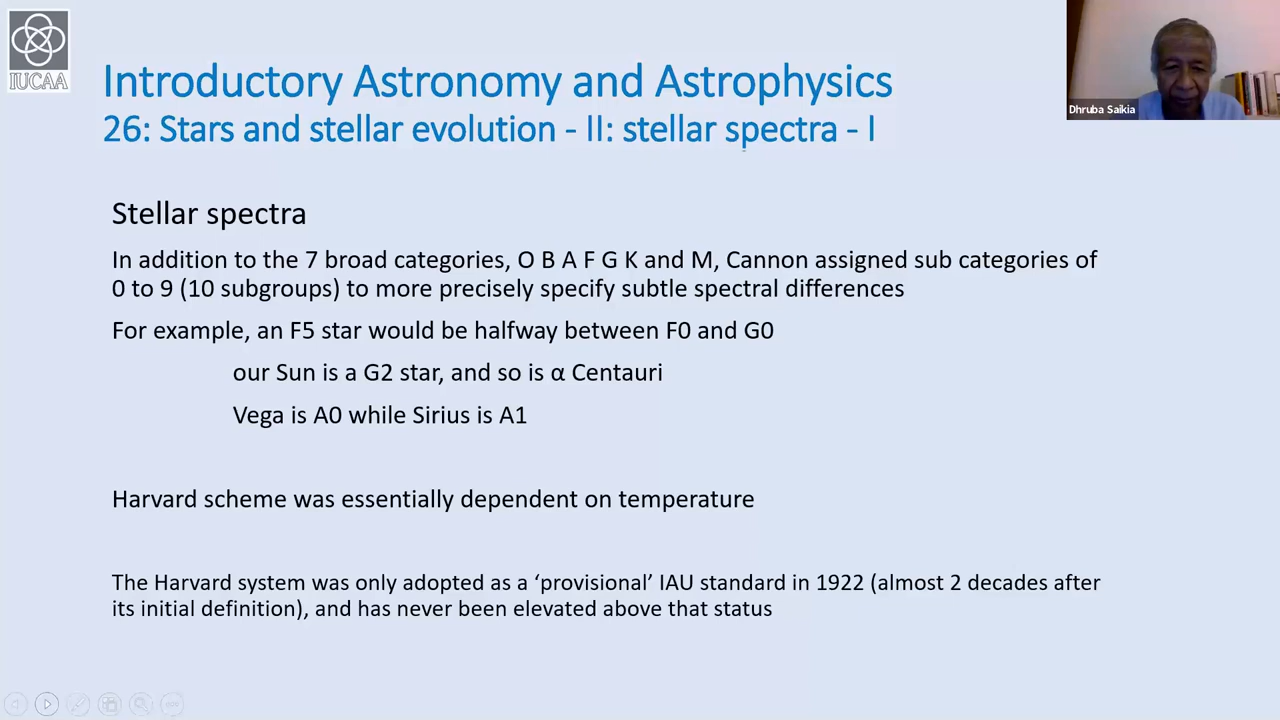 IUCAA
Introductory Astronomy and Astrophysics
26: Stars and stellar evolution - II: stellar spectra - I
Dhruba Saikia
Stellar spectra
In addition to the 7 broad categories, O B A F G K and M, Cannon assigned sub categories of
0 to 9 (10 subgroups) to more precisely specify subtle spectral differences
For example, an F5 star would be halfway between F0 and G0
our Sun is a G2 star, and so is α Centauri
Vega is A0 while Sirius is A1
Harvard scheme was essentially dependent on temperature
The Harvard system was only adopted as a ‘provisional’ IAU standard in 1922 (almost 2 decades after
its initial definition), and has never been elevated above that status